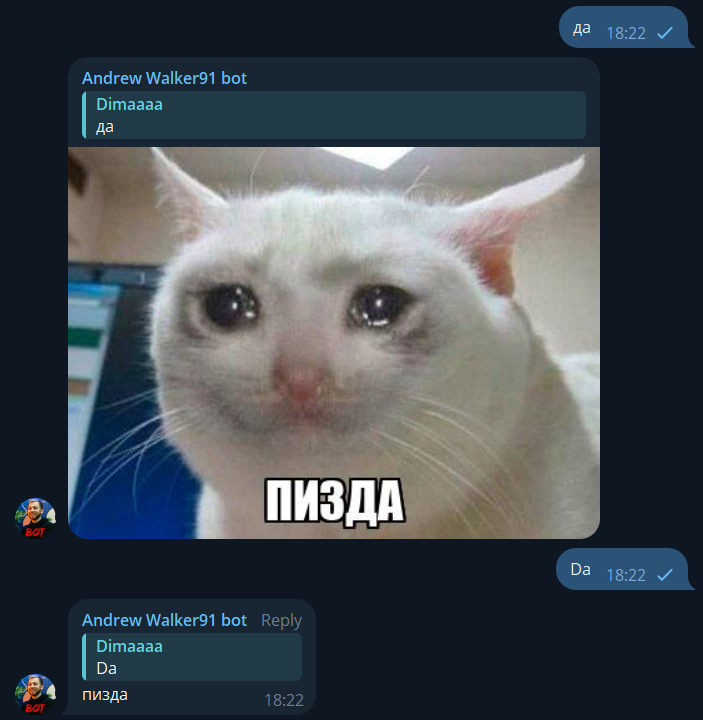 да 18:22
Andrew Walker91 bot
Dimaaaa
да
ПИЗДА
BOT
Da 18:22
Andrew Walker91 bot Reply
Dimaaaa
Da
пизда 18:22
BOT